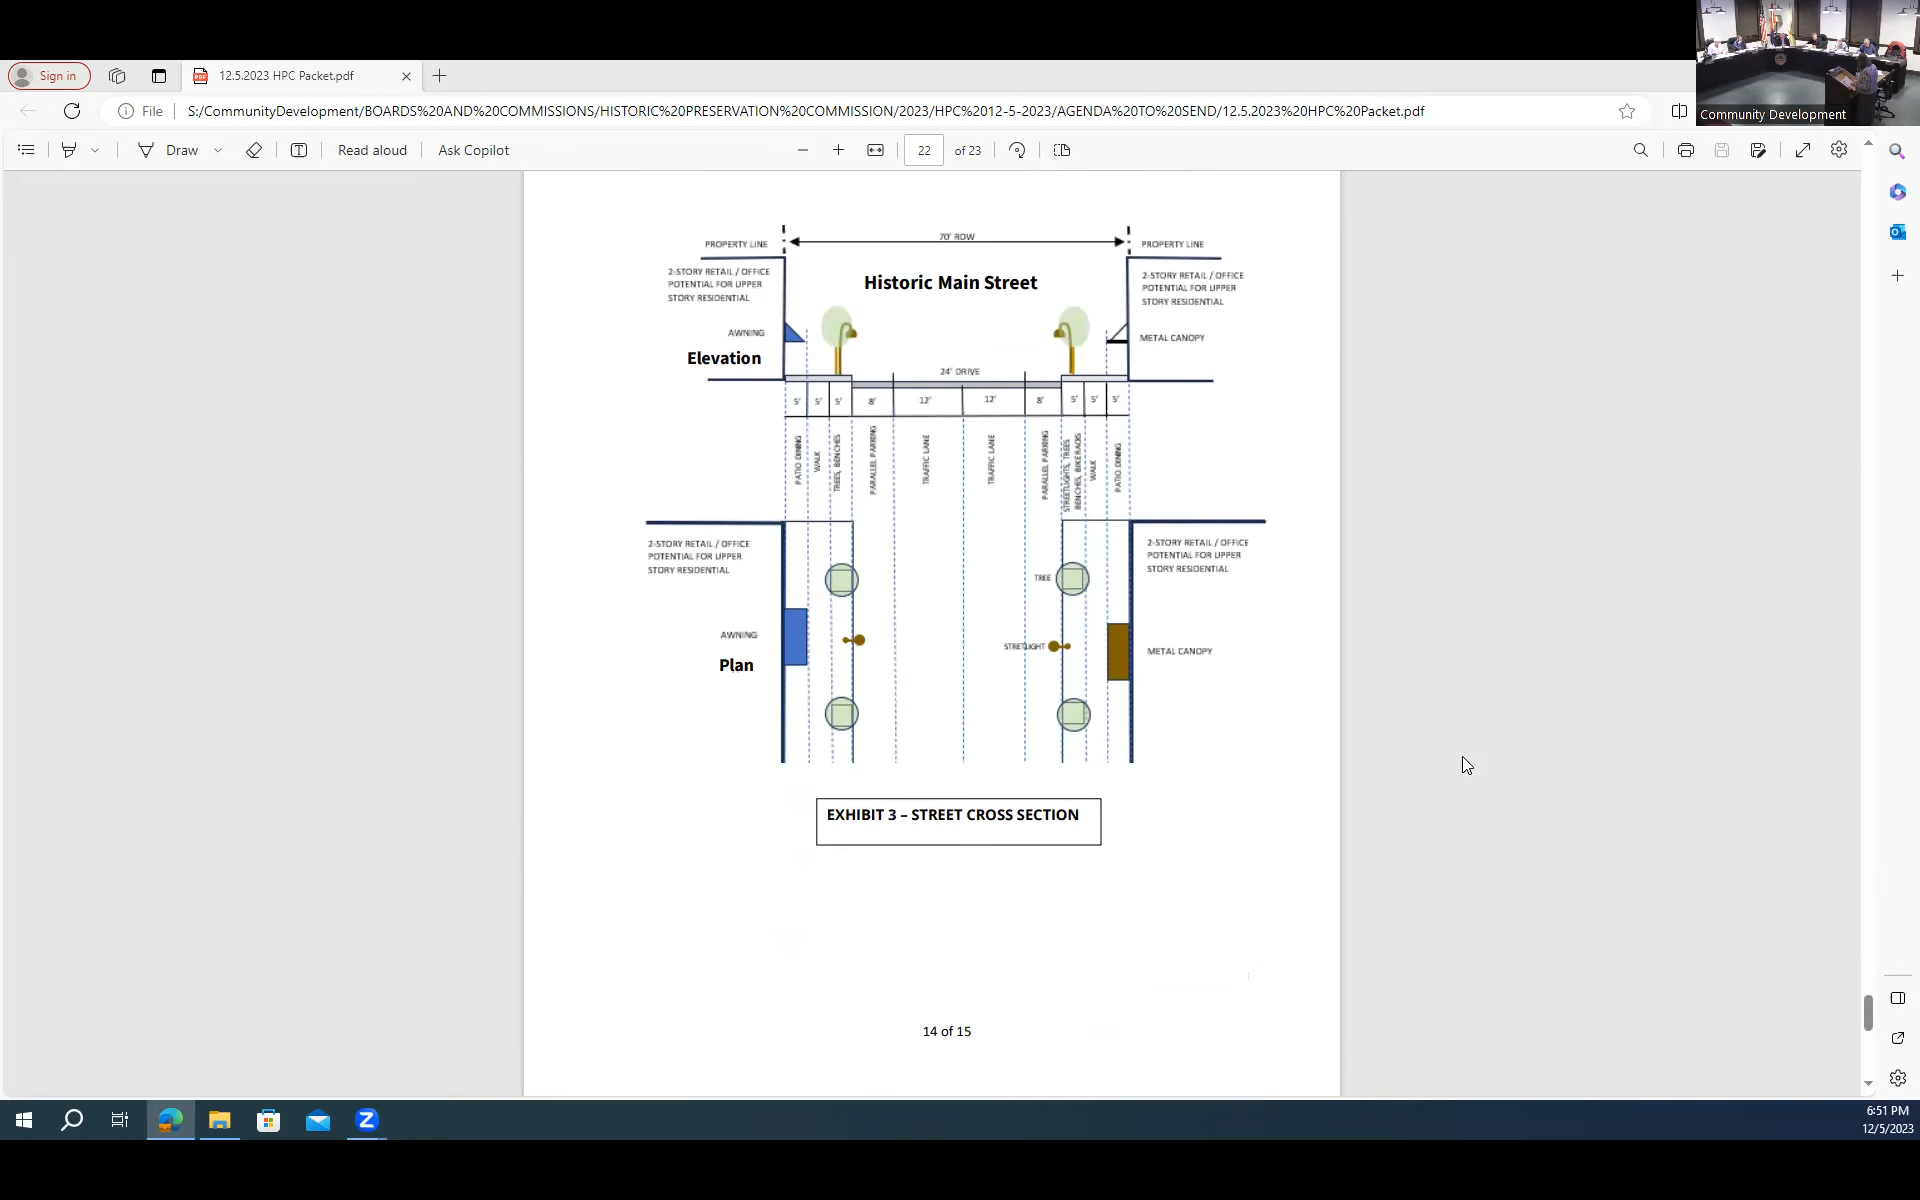 Community Development
Sign in
12.5.2023 HPC Packet.pdf
File
S:/CommunityDevelopment/BOARDS%20AND%20COMMISSIONS/HISTORIC%20PRESERVATION%20COMMISSION/2023/HPC%2012-5-2023/AGENDA%20TO%20SEND/12.5.2023%20HPC%20Packet.pdf
Draw
Read aloud
Ask Copilot
22 of 23
70' ROW
PROPERTY LINE
PROPERTY LINE
2-STORY RETAIL / OFFICE
POTENTIAL FOR UPPER
STORY RESIDENTIAL
Historic Main Street
2-STORY RETAIL / OFFICE
POTENTIAL FOR UPPER
STORY RESIDENTIAL
AWNING
METAL CANOPY
Elevation
24' DRIVE
5' 5' 5' 8' 12' 12' 8' 5' 5' 5'
PATIO DINING
WALK
TREES, BENCHES
PARALLEL PARKING
TRAFFIC LANE
TRAFFIC LANE
PARALLEL PARKING
STREETLIGHTS, TREES
BENCHES, BIKE RACKS
WALK
PATIO DINING
2-STORY RETAIL / OFFICE
POTENTIAL FOR UPPER
STORY RESIDENTIAL
2-STORY RETAIL / OFFICE
POTENTIAL FOR UPPER
STORY RESIDENTIAL
TREE
AWNING
STRETLIGHT
METAL CANOPY
Plan
EXHIBIT 3 – STREET CROSS SECTION
14 of 15
6:51 PM
12/5/2023